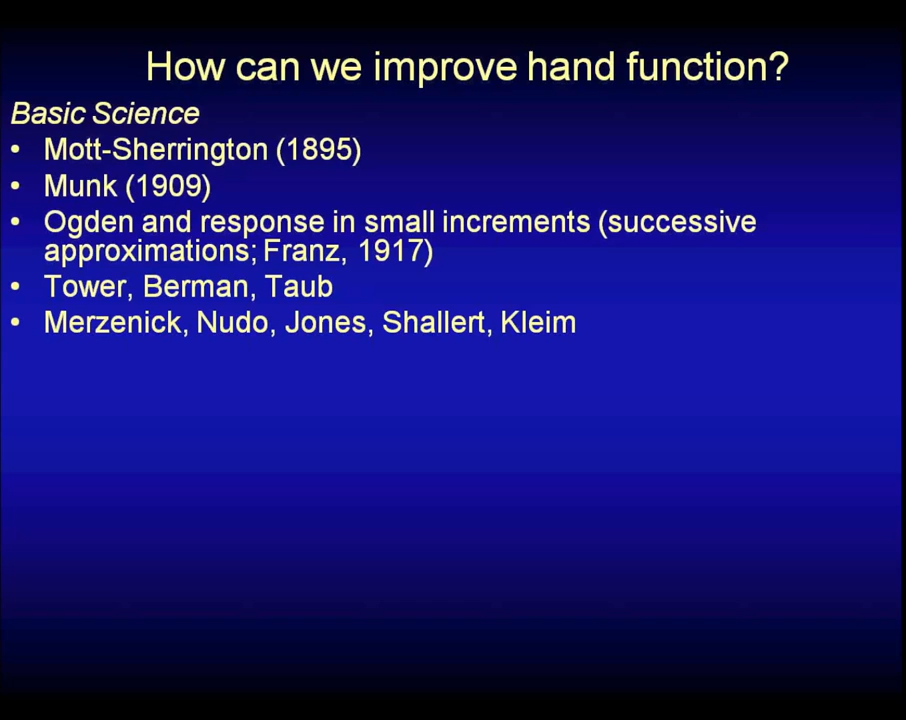 How can we improve hand function?
Basic Science
• Mott-Sherrington (1895)
• Munk (1909)
• Ogden and response in small increments (successive
approximations; Franz, 1917)
• Tower, Berman, Taub
• Merzenick, Nudo, Jones, Shallert, Kleim